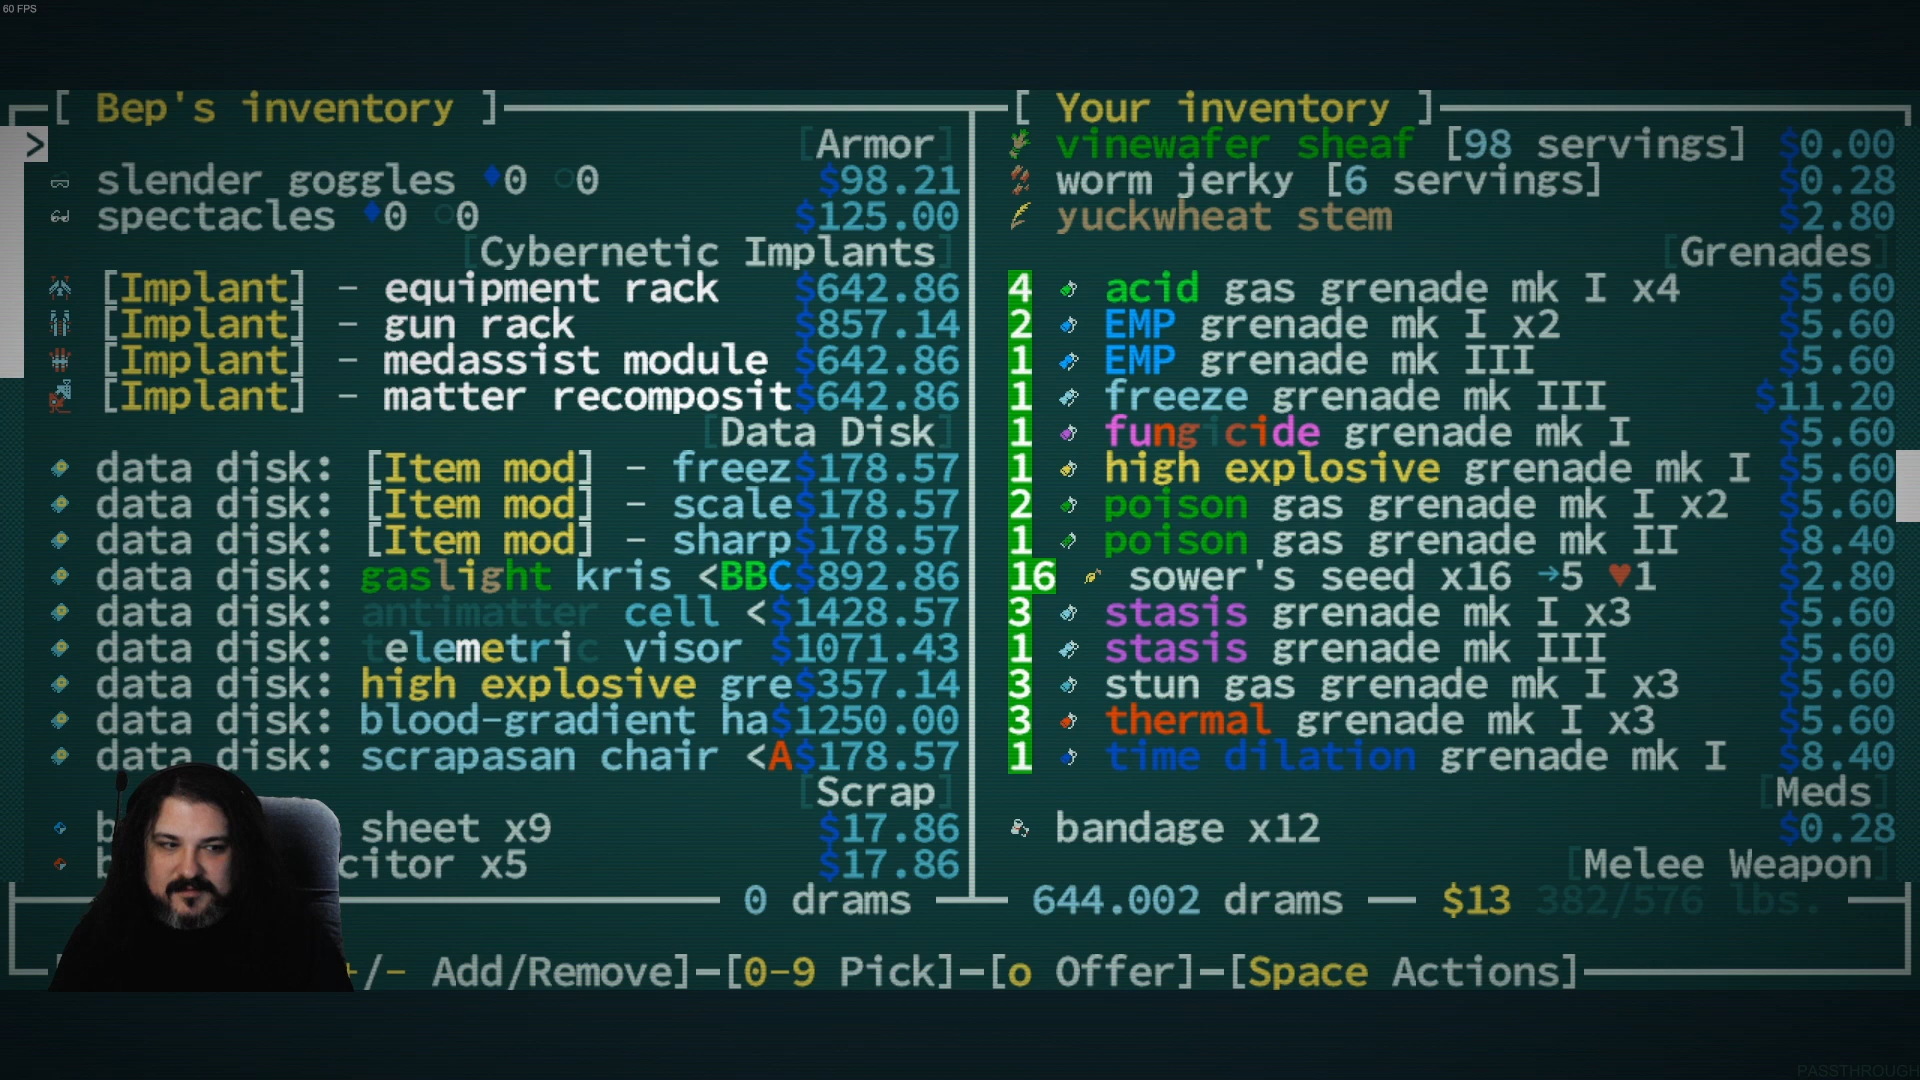 60 FPS
[ Bep's inventory ]
>
[Armor]
slender goggles ♦0 ○0 $98.21
spectacles ♦0 ○0 $125.00
[Cybernetic Implants]
[Implant] - equipment rack $642.86
[Implant] - gun rack $857.14
[Implant] - medassist module $642.86
[Implant] - matter recomposit $642.86
[Data Disk]
data disk: [Item mod] - freez $178.57
data disk: [Item mod] - scale $178.57
data disk: [Item mod] - sharp $178.57
data disk: gaslight kris <BBC $892.86
data disk: antimatter cell < $1428.57
data disk: telemetric visor $1071.43
data disk: high explosive gre $357.14
data disk: blood-gradient ha $1250.00
data disk: scrapasan chair <A $178.57
[Scrap]
b sheet x9 $17.86
b citor x5 $17.86
0 drams
[ Your inventory ]
vinewafer sheaf [98 servings] $0.00
worm jerky [6 servings] $0.28
yuckwheat stem $2.80
[Grenades]
4 acid gas grenade mk I x4 $5.60
2 EMP grenade mk I x2 $5.60
1 EMP grenade mk III $5.60
1 freeze grenade mk III $11.20
1 fungicide grenade mk I $5.60
1 high explosive grenade mk I $5.60
2 poison gas grenade mk I x2 $5.60
1 poison gas grenade mk II $8.40
16 sower's seed x16 →5 ♥1 $2.80
3 stasis grenade mk I x3 $5.60
1 stasis grenade mk III $5.60
3 stun gas grenade mk I x3 $5.60
3 thermal grenade mk I x3 $5.60
1 time dilation grenade mk I $8.40
[Meds]
bandage x12 $0.28
[Melee Weapon]
644.002 drams — $13 382/576 lbs.
+/- Add/Remove]—[0-9 Pick]—[o Offer]—[Space Actions]
PASSTHROUGH